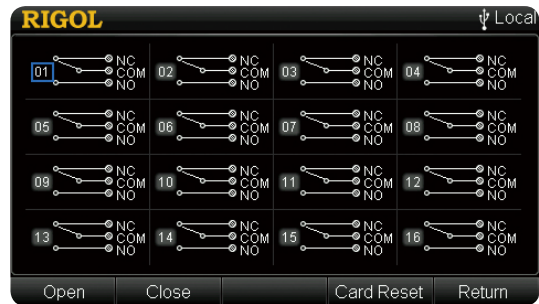 RIGOL Local
01 NC COM NO 02 NC COM NO 03 NC COM NO 04 NC COM NO
05 NC COM NO 06 NC COM NO 07 NC COM NO 08 NC COM NO
09 NC COM NO 10 NC COM NO 11 NC COM NO 12 NC COM NO
13 NC COM NO 14 NC COM NO 15 NC COM NO 16 NC COM NO
Open Close Card Reset Return